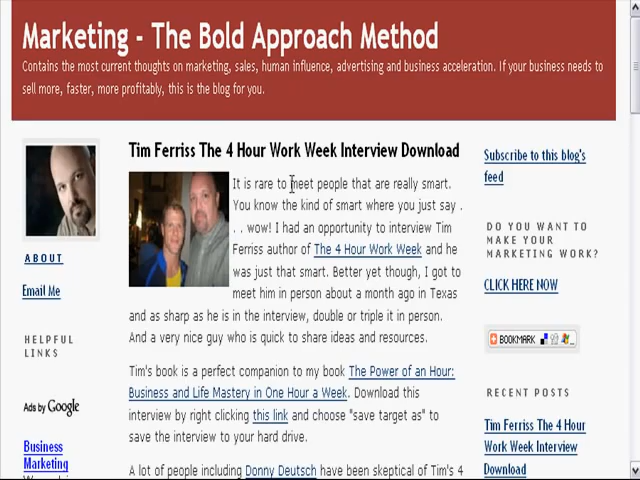 Marketing - The Bold Approach Method
Contains the most current thoughts on marketing, sales, human influence, advertising and business acceleration. If your business needs to
sell more, faster, more profitably, this is the blog for you.
ABOUT
Email Me
HELPFUL
LINKS
Ads by Google
Business
Marketing
Tim Ferriss The 4 Hour Work Week Interview Download
It is rare to meet people that are really smart.
You know the kind of smart where you just say .
. . wow! I had an opportunity to interview Tim
Ferriss author of The 4 Hour Work Week and he
was just that smart. Better yet though, I got to
meet him in person about a month ago in Texas
and as sharp as he is in the interview, double or triple it in person.
And a very nice guy who is quick to share ideas and resources.
Tim's book is a perfect companion to my book The Power of an Hour:
Business and Life Mastery in One Hour a Week. Download this
interview by right clicking this link and choose "save target as" to
save the interview to your hard drive.
A lot of people including Donny Deutsch have been skeptical of Tim's 4
Subscribe to this blog's
feed
DO YOU WANT TO
MAKE YOUR
MARKETING WORK?
CLICK HERE NOW
BOOKMARK
RECENT POSTS
Tim Ferriss The 4 Hour
Work Week Interview
Download